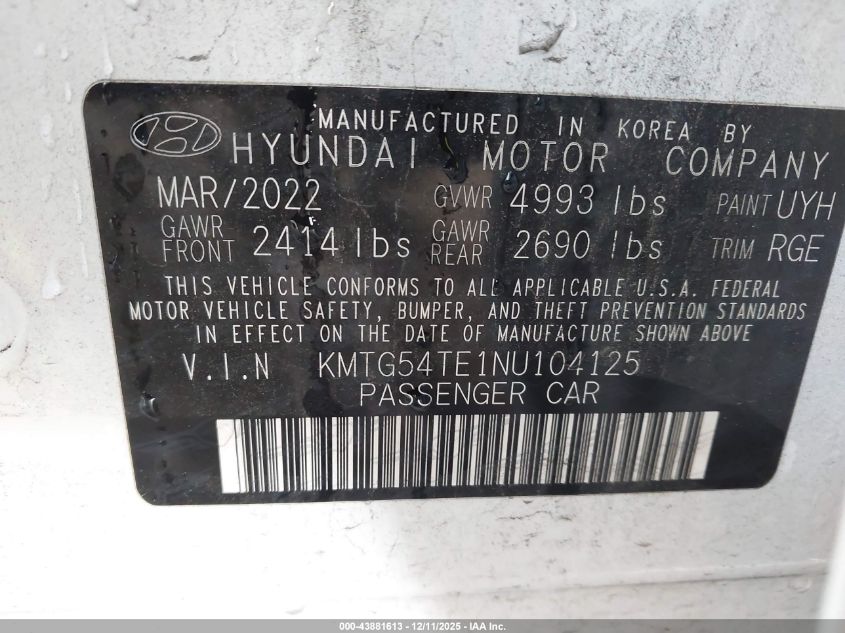 MANUFACTURED IN KOREA BY
HYUNDAI MOTOR COMPANY
MAR/2022 GVWR 4993 lbs PAINT UYH
GAWR FRONT 2414 lbs GAWR REAR 2690 lbs TRIM RGE
THIS VEHICLE CONFORMS TO ALL APPLICABLE U.S.A. FEDERAL
MOTOR VEHICLE SAFETY, BUMPER, AND THEFT PREVENTION STANDARDS
IN EFFECT ON THE DATE OF MANUFACTURE SHOWN ABOVE
V.I.N KMTG54TE1NU104125
PASSENGER CAR
000-43881613 - 12/11/2025 - IAA Inc.